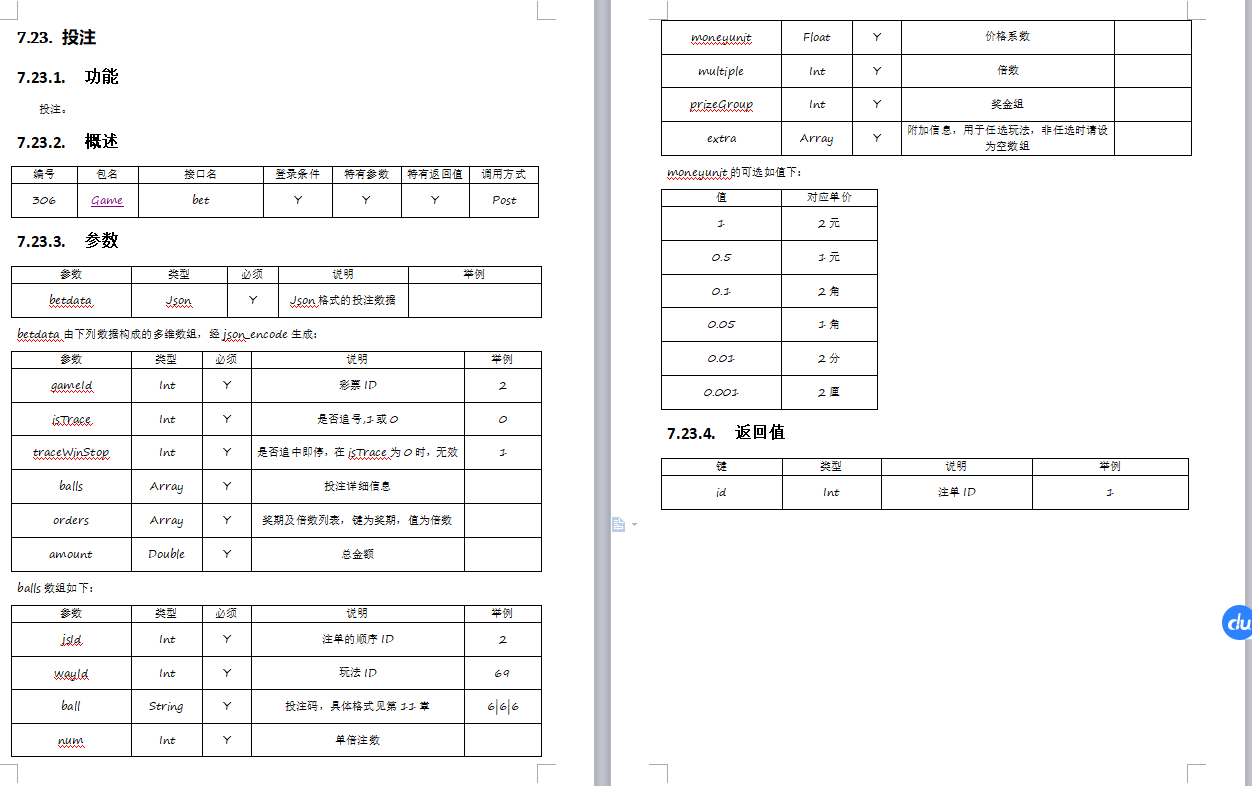 7.23. 投注
7.23.1. 功能
投注。
7.23.2. 概述
编号 包名 接口名 登录条件 特有参数 特有返回值 调用方式
306 Game bet Y Y Y Post
7.23.3. 参数
参数 类型 必须 说明 举例
betdata Json Y Json 格式的投注数据
betdata 由下列数据构成的多维数组，经 json_encode 生成：
参数 类型 必须 说明 举例
gameId Int Y 彩票 ID 2
isTrace Int Y 是否追号,1 或 0 0
traceWinStop Int Y 是否追中即停，在 isTrace 为 0 时，无效 1
balls Array Y 投注详细信息
orders Array Y 奖期及倍数列表，键为奖期，值为倍数
amount Double Y 总金额
balls 数组如下：
参数 类型 必须 说明 举例
jsId Int Y 注单的顺序 ID 2
wayId Int Y 玩法 ID 69
ball String Y 投注码，具体格式见第 11 章 6|6|6
num Int Y 单倍注数
moneyunit Float Y 价格系数
multiple Int Y 倍数
prizeGroup Int Y 奖金组
extra Array Y 附加信息，用于任选玩法，非任选时请设
为空数组
moneyunit 的可选如值下：
值 对应单价
1 2 元
0.5 1 元
0.1 2 角
0.05 1 角
0.01 2 分
0.001 2 厘
7.23.4. 返回值
键 类型 说明 举例
id Int 注单 ID 1
du